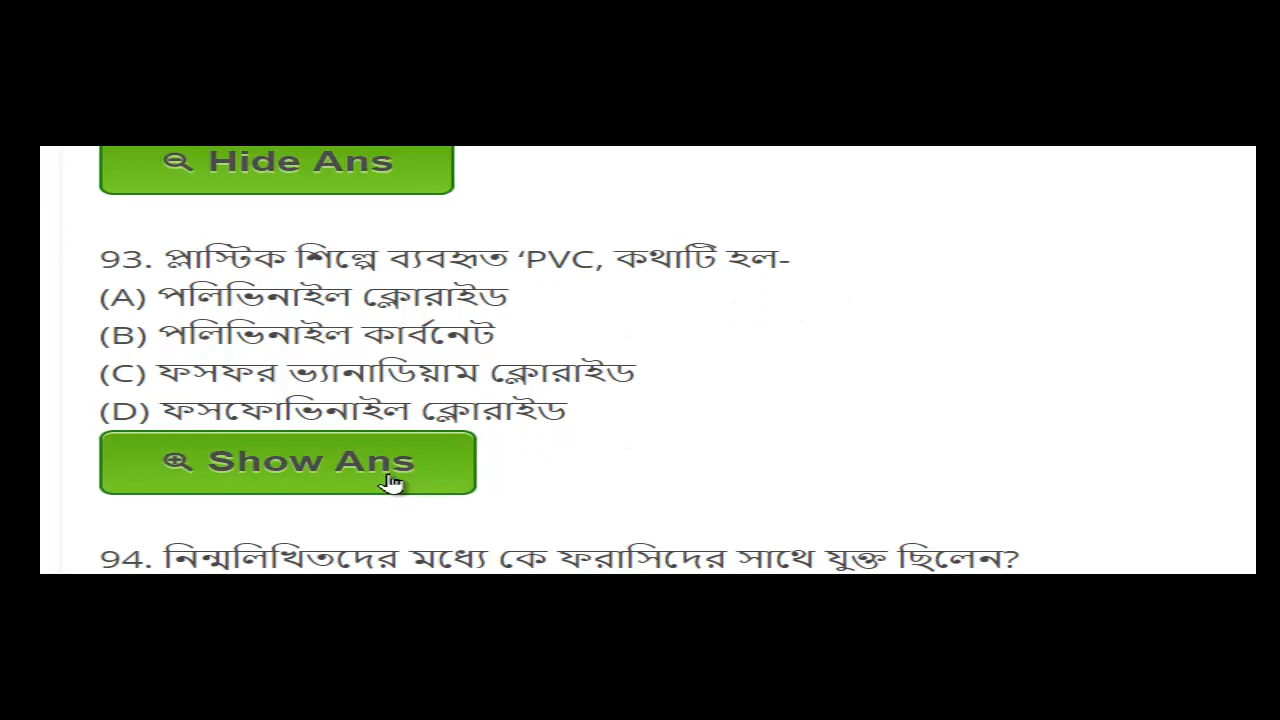 Hide Ans
93. প্লাস্টিক শিল্পে ব্যবহৃত ‘PVC, কথাটি হল-
(A) পলিভিনাইল ক্লোরাইড
(B) পলিভিনাইল কার্বনেট
(C) ফসফর ভ্যানাডিয়াম ক্লোরাইড
(D) ফসফোভিনাইল ক্লোরাইড
Show Ans
94. নিন্মলিখিতদের মধ্যে কে ফরাসিদের সাথে যুক্ত ছিলেন?